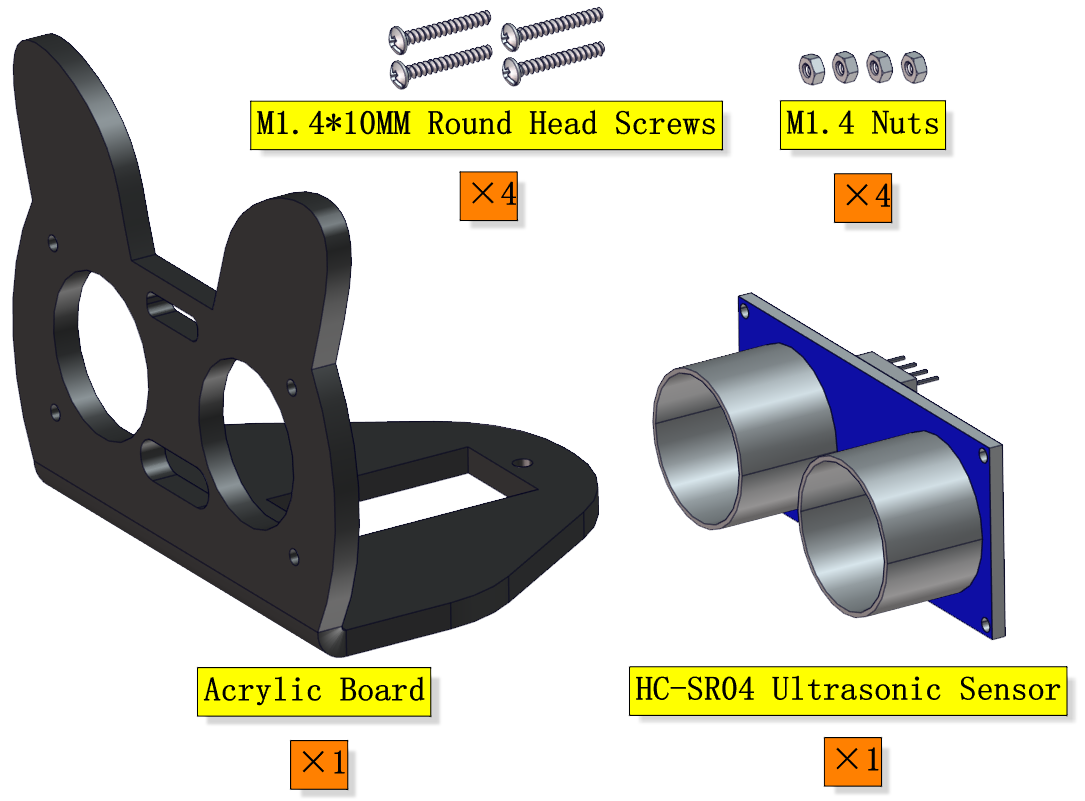 M1.4*10MM Round Head Screws
×4
M1.4 Nuts
×4
Acrylic Board
×1
HC-SR04 Ultrasonic Sensor
×1